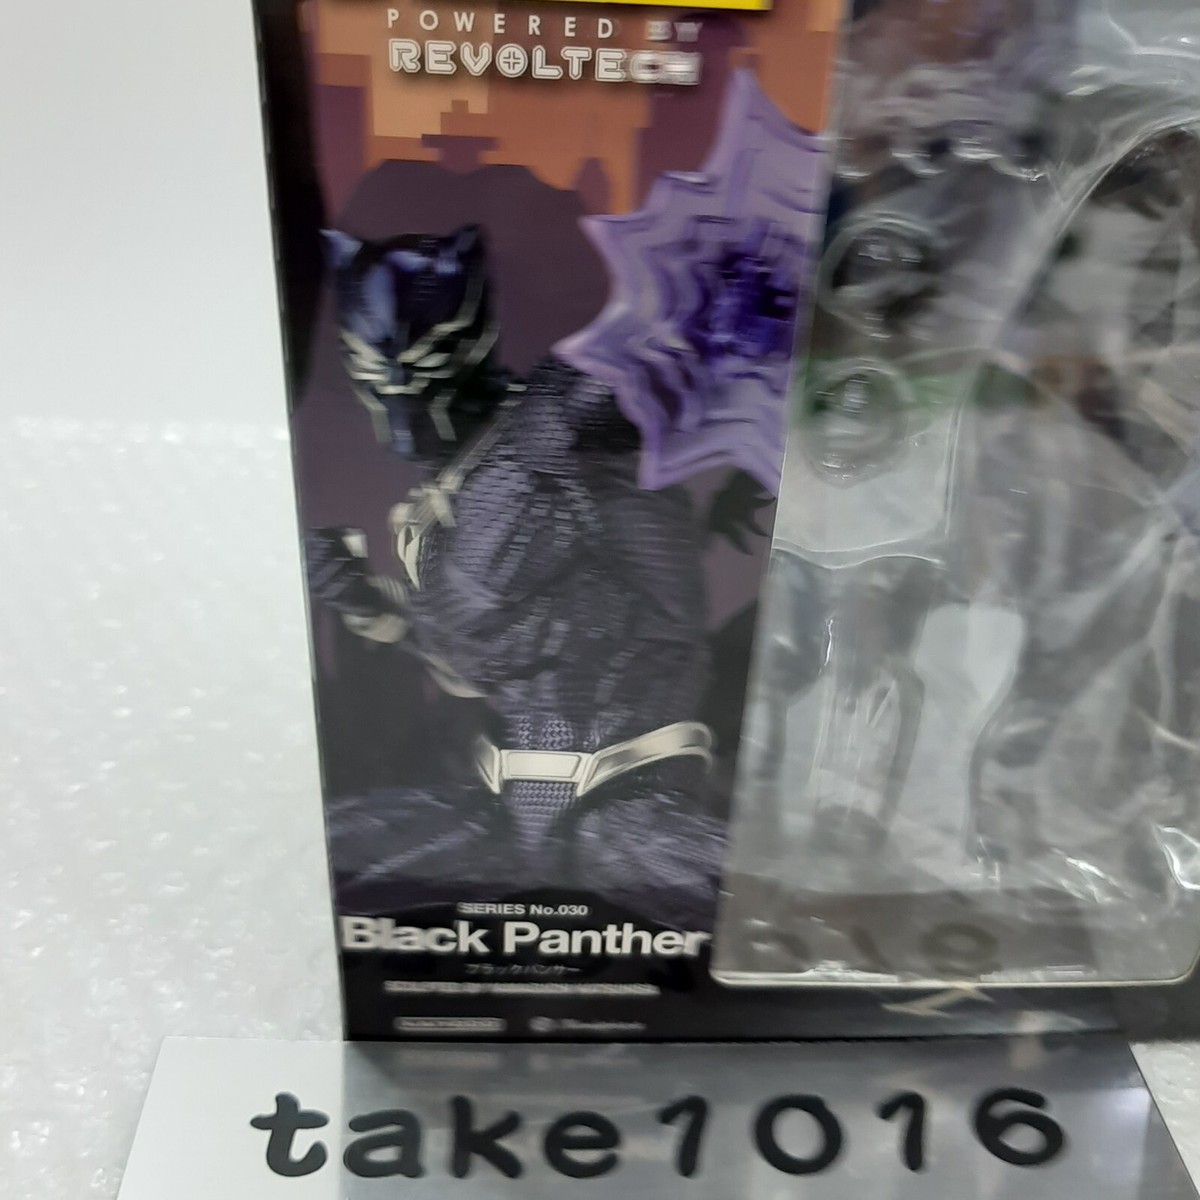 POWERED BY
REVOLTECH
SERIES No.030
Black Panther
ブラックパンサー
take1016